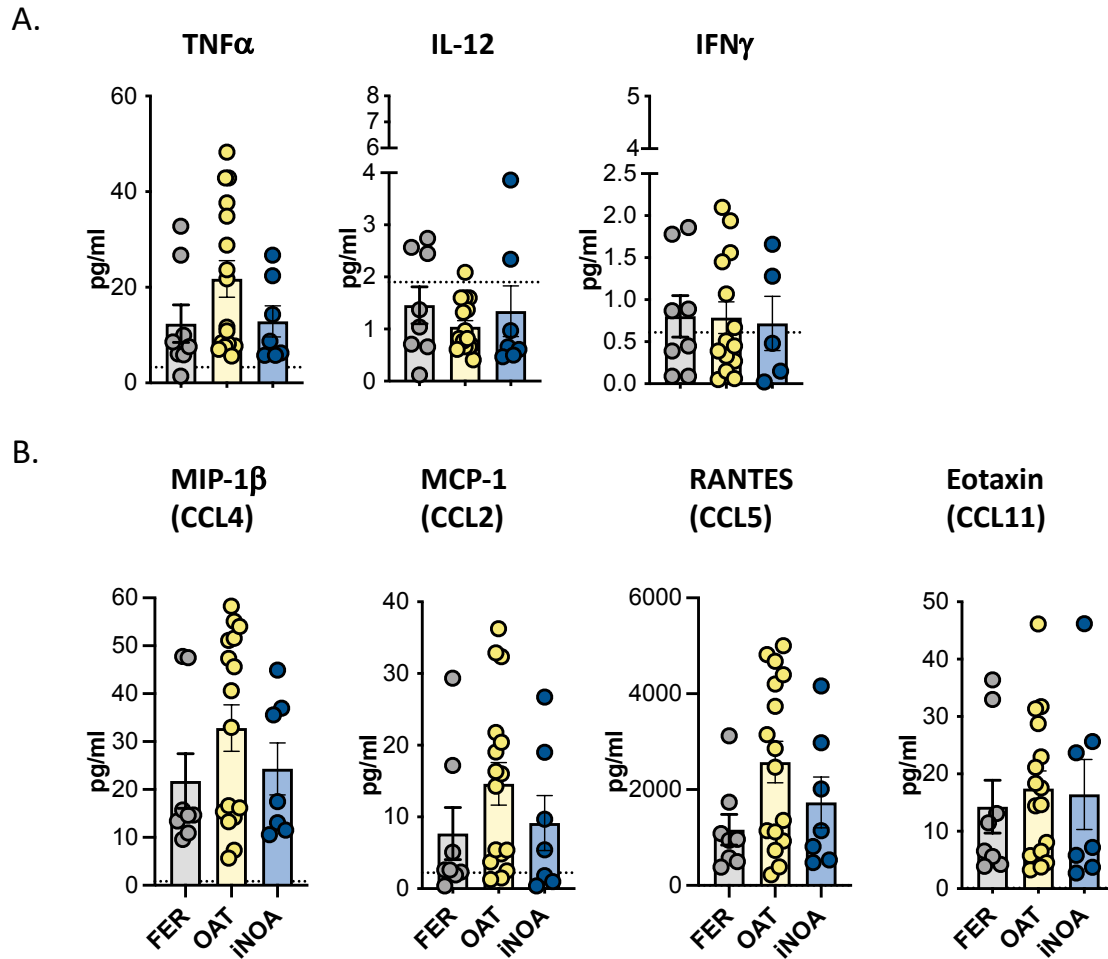 A.
TNFα
IL-12
IFNγ
pg/ml
60
40
20
0
8
7
6
4
3
2
1
0
pg/ml
5
4
2.5
2.0
1.5
1.0
0.5
0.0
B.
MIP-1β
(CCL4)
MCP-1
(CCL2)
RANTES
(CCL5)
Eotaxin
(CCL11)
pg/ml
60
50
40
30
20
10
0
FER
OAT
iNOA
pg/ml
40
30
20
10
0
FER
OAT
iNOA
pg/ml
6000
4000
2000
0
FER
OAT
iNOA
pg/ml
50
40
30
20
10
0
FER
OAT
iNOA